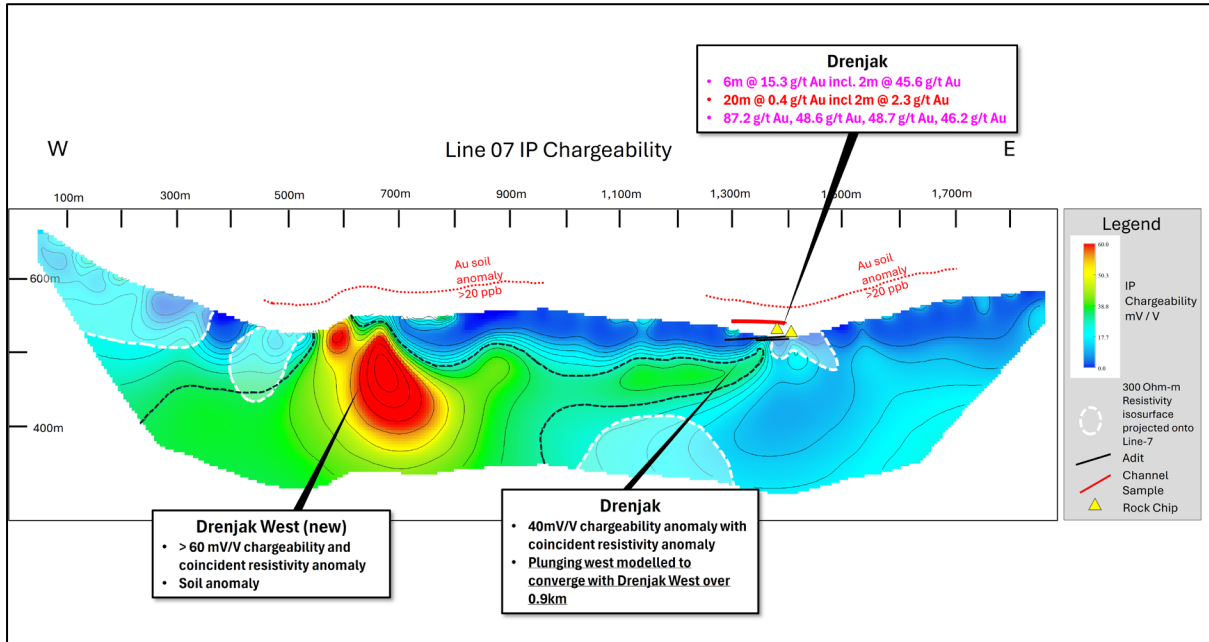 Drenjak
• 6m @ 15.3 g/t Au incl. 2m @ 45.6 g/t Au
• 20m @ 0.4 g/t Au incl 2m @ 2.3 g/t Au
• 87.2 g/t Au, 48.6 g/t Au, 48.7 g/t Au, 46.2 g/t Au
W
Line 07 IP Chargeability
E
100m 300m 500m 700m 900m 1,100m 1,300m 1,500m 1,700m
600m
400m
Au soil
anomaly
>20 ppb
Au soil
anomaly
>20 ppb
Legend
60.0
50.3
38.8
17.7
0.0
IP
Chargeability
mV / V
300 Ohm-m
Resistivity
isosurface
projected onto
Line-7
Adit
Channel
Sample
Rock Chip
Drenjak West (new)
• > 60 mV/V chargeability and
coincident resistivity anomaly
• Soil anomaly
Drenjak
• 40mV/V chargeability anomaly with
coincident resistivity anomaly
• Plunging west modelled to
converge with Drenjak West over
0.9km